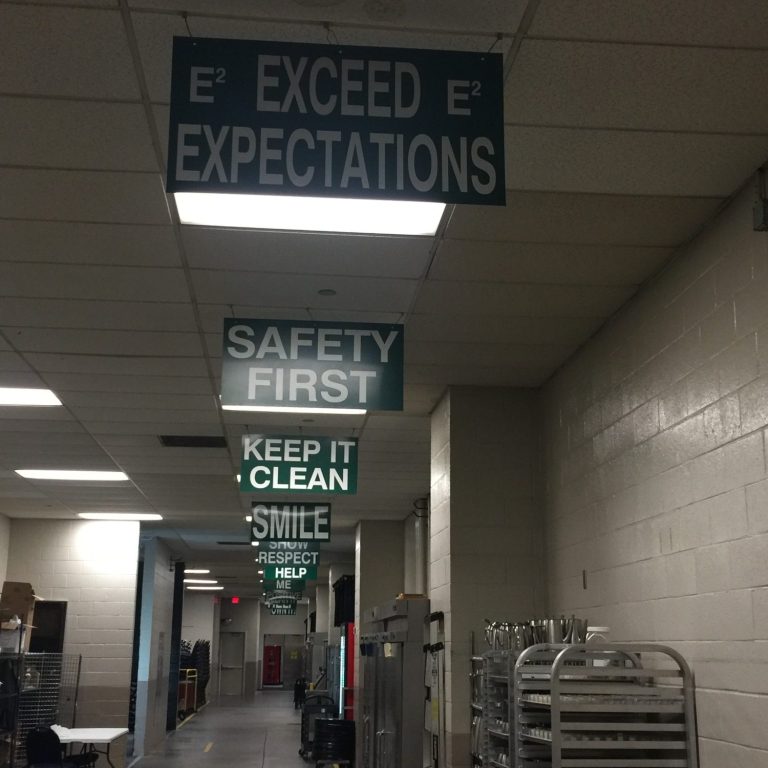 E² EXCEED E²
EXPECTATIONS
SAFETY
FIRST
KEEP IT
CLEAN
SMILE
SHOW
RESPECT
HELP
ME